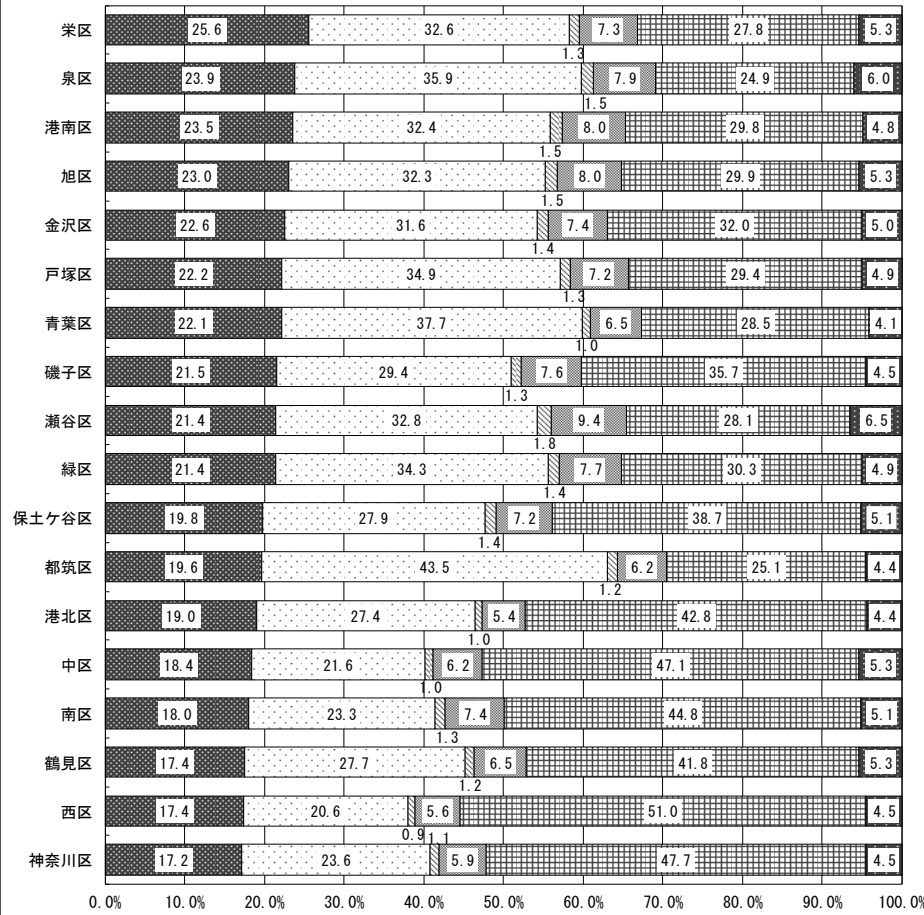 栄区 25.6 32.6 1.3 7.3 27.8 5.3
泉区 23.9 35.9 1.5 7.9 24.9 6.0
港南区 23.5 32.4 1.5 8.0 29.8 4.8
旭区 23.0 32.3 1.5 8.0 29.9 5.3
金沢区 22.6 31.6 1.4 7.4 32.0 5.0
戸塚区 22.2 34.9 1.3 7.2 29.4 4.9
青葉区 22.1 37.7 1.0 6.5 28.5 4.1
磯子区 21.5 29.4 1.3 7.6 35.7 4.5
瀬谷区 21.4 32.8 1.8 9.4 28.1 6.5
緑区 21.4 34.3 1.4 7.7 30.3 4.9
保土ケ谷区 19.8 27.9 1.4 7.2 38.7 5.1
都筑区 19.6 43.5 1.2 6.2 25.1 4.4
港北区 19.0 27.4 1.0 5.4 42.8 4.4
中区 18.4 21.6 1.0 6.2 47.1 5.3
南区 18.0 23.3 1.3 7.4 44.8 5.1
鶴見区 17.4 27.7 1.2 6.5 41.8 5.3
西区 17.4 20.6 0.9 5.6 51.0 4.5
神奈川区 17.2 23.6 1.1 5.9 47.7 4.5
0.0% 10.0% 20.0% 30.0% 40.0% 50.0% 60.0% 70.0% 80.0% 90.0% 100.0%